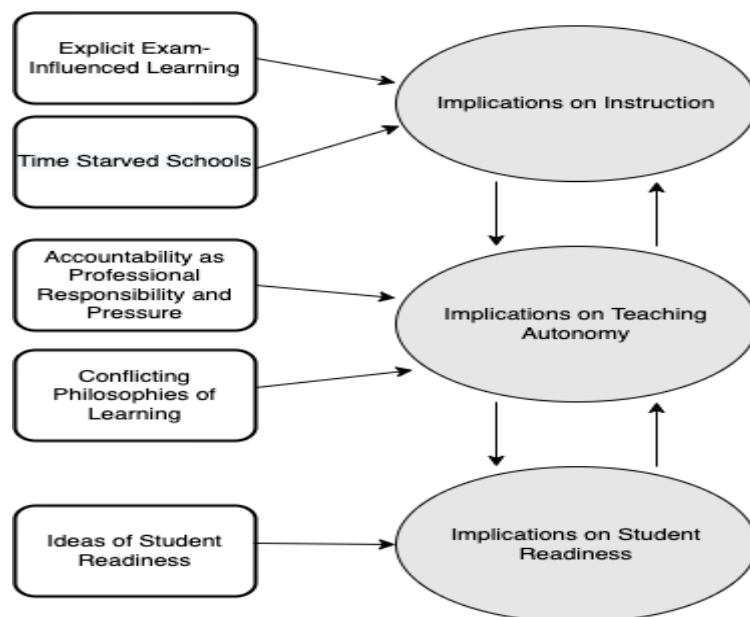 Explicit Exam-
Influenced Learning
Implications on Instruction
Time Starved Schools
Accountability as
Professional
Responsibility and
Pressure
Implications on Teaching
Autonomy
Conflicting
Philosophies of
Learning
Ideas of Student
Readiness
Implications on Student
Readiness